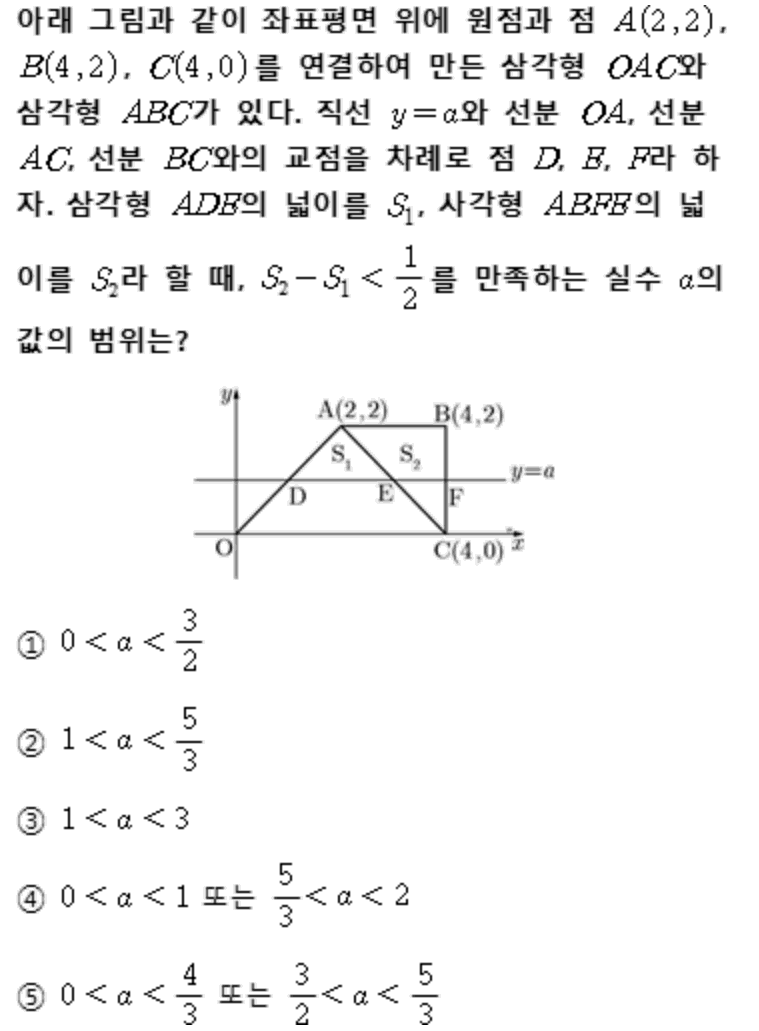 아래 그림과 같이 좌표평면 위에 원점과 점 A(2,2),
B(4,2), C(4,0)를 연결하여 만든 삼각형 OAC와
삼각형 ABC가 있다. 직선 y=a와 선분 OA, 선분
AC, 선분 BC와의 교점을 차례로 점 D, E, F라 하
자. 삼각형 ADE의 넓이를 S₁, 사각형 ABFE의 넓
이를 S₂라 할 때, S₂-S₁<1/2를 만족하는 실수 a의
값의 범위는?
y
A(2,2) B(4,2)
S₁ S₂
y=a
D E F
O C(4,0) x
① 0<a<3/2
② 1<a<5/3
③ 1<a<3
④ 0<a<1 또는 5/3<a<2
⑤ 0<a<4/3 또는 3/2<a<5/3